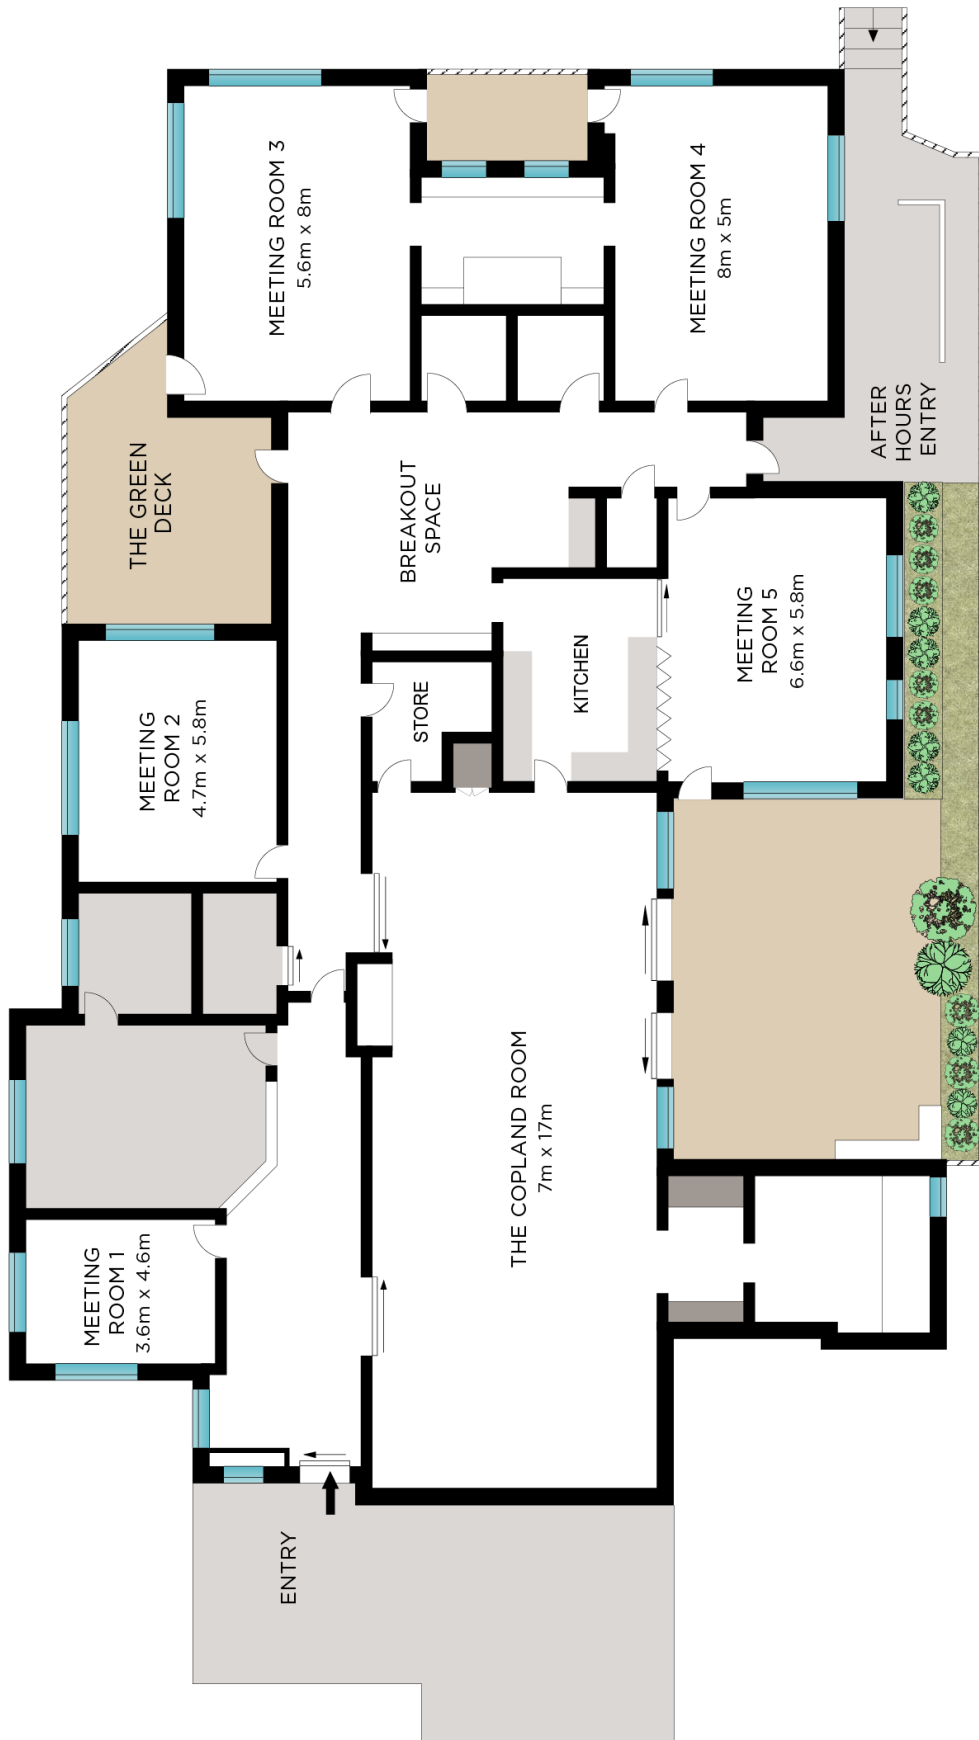 MEETING ROOM 3
5.6m x 8m
MEETING ROOM 4
8m x 5m
AFTER
HOURS
ENTRY
THE GREEN
DECK
BREAKOUT
SPACE
MEETING
ROOM 5
6.6m x 5.8m
KITCHEN
STORE
MEETING
ROOM 2
4.7m x 5.8m
THE COPLAND ROOM
7m x 17m
MEETING
ROOM 1
3.6m x 4.6m
ENTRY